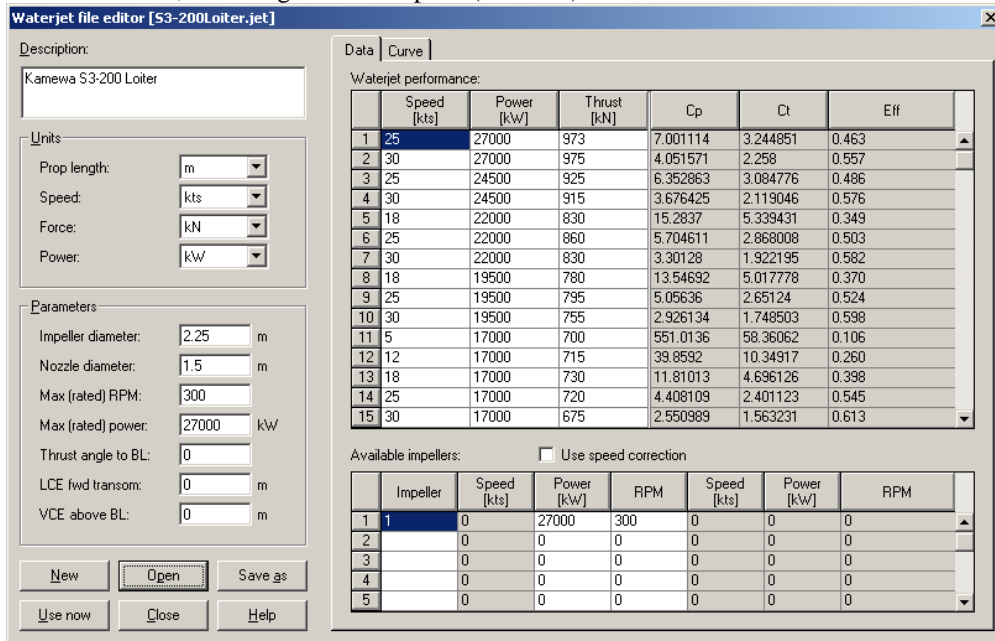 Waterjet file editor [S3-200Loiter.jet]
Description:
Kamewa S3-200 Loiter
Units
Prop length: m
Speed: kts
Force: kN
Power: kW
Parameters
Impeller diameter: 2.25 m
Nozzle diameter: 1.5 m
Max (rated) RPM: 300
Max (rated) power: 27000 kW
Thrust angle to BL: 0
LCE fwd transom: 0 m
VCE above BL: 0 m
New Open Save as
Use now Close Help
Data Curve
Waterjet performance:
Speed [kts] Power [kW] Thrust [kN] Cp Ct Eff
1 25 27000 973 7.001114 3.244851 0.463
2 30 27000 975 4.051571 2.258 0.557
3 25 24500 925 6.352863 3.084776 0.486
4 30 24500 915 3.676425 2.119046 0.576
5 18 22000 830 15.2837 5.339431 0.349
6 25 22000 860 5.704611 2.868008 0.503
7 30 22000 830 3.30128 1.922195 0.582
8 18 19500 780 13.54692 5.017778 0.370
9 25 19500 795 5.05636 2.65124 0.524
10 30 19500 755 2.926134 1.748503 0.598
11 5 17000 700 551.0136 58.36062 0.106
12 12 17000 715 39.8592 10.34917 0.260
13 18 17000 730 11.81013 4.696126 0.398
14 25 17000 720 4.408109 2.401123 0.545
15 30 17000 675 2.550989 1.563231 0.613
Available impellers: Use speed correction
Impeller Speed [kts] Power [kW] RPM Speed [kts] Power [kW] RPM
1 1 0 27000 300 0 0 0
2 0 0 0 0 0 0
3 0 0 0 0 0 0
4 0 0 0 0 0 0
5 0 0 0 0 0 0